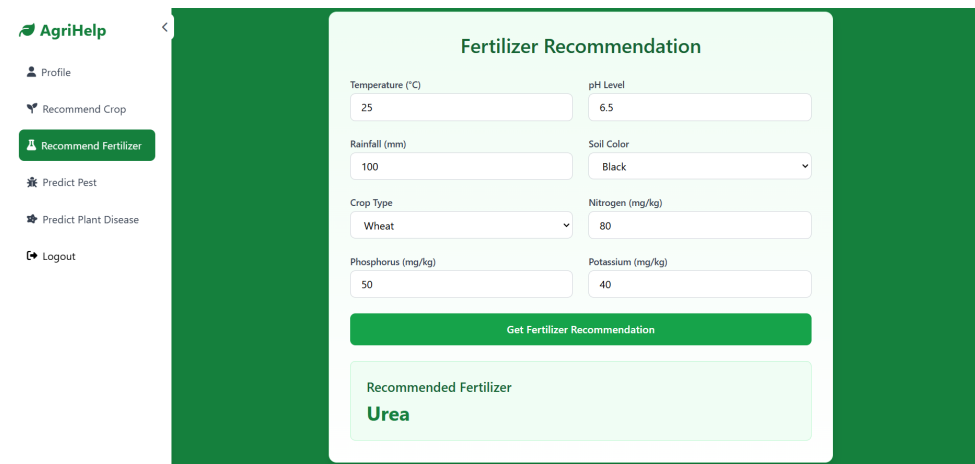 AgriHelp
Profile
Recommend Crop
Recommend Fertilizer
Predict Pest
Predict Plant Disease
Logout
Fertilizer Recommendation
Temperature (°C) pH Level
25 6.5
Rainfall (mm) Soil Color
100 Black
Crop Type Nitrogen (mg/kg)
Wheat 80
Phosphorus (mg/kg) Potassium (mg/kg)
50 40
Get Fertilizer Recommendation
Recommended Fertilizer
Urea